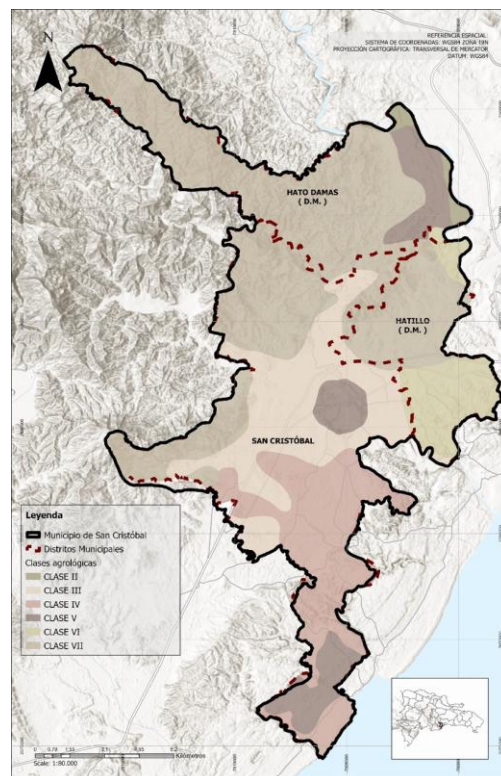 REFERENCIA ESPACIAL:
SISTEMA DE COORDENADAS: WGS84 ZONA 19N
PROYECCIÓN CARTOGRÁFICA: TRANSVERSAL DE MERCATOR
DATUM: WGS84
N
HATO DAMAS
( D.M. )
HATILLO
( D.M. )
SAN CRISTÓBAL
Leyenda
Municipio de San Cristóbal
Distritos Municipales
Clases agrológicas
CLASE II
CLASE III
CLASE IV
CLASE V
CLASE VI
CLASE VII
Kilómetros
Scale: 1:90.000